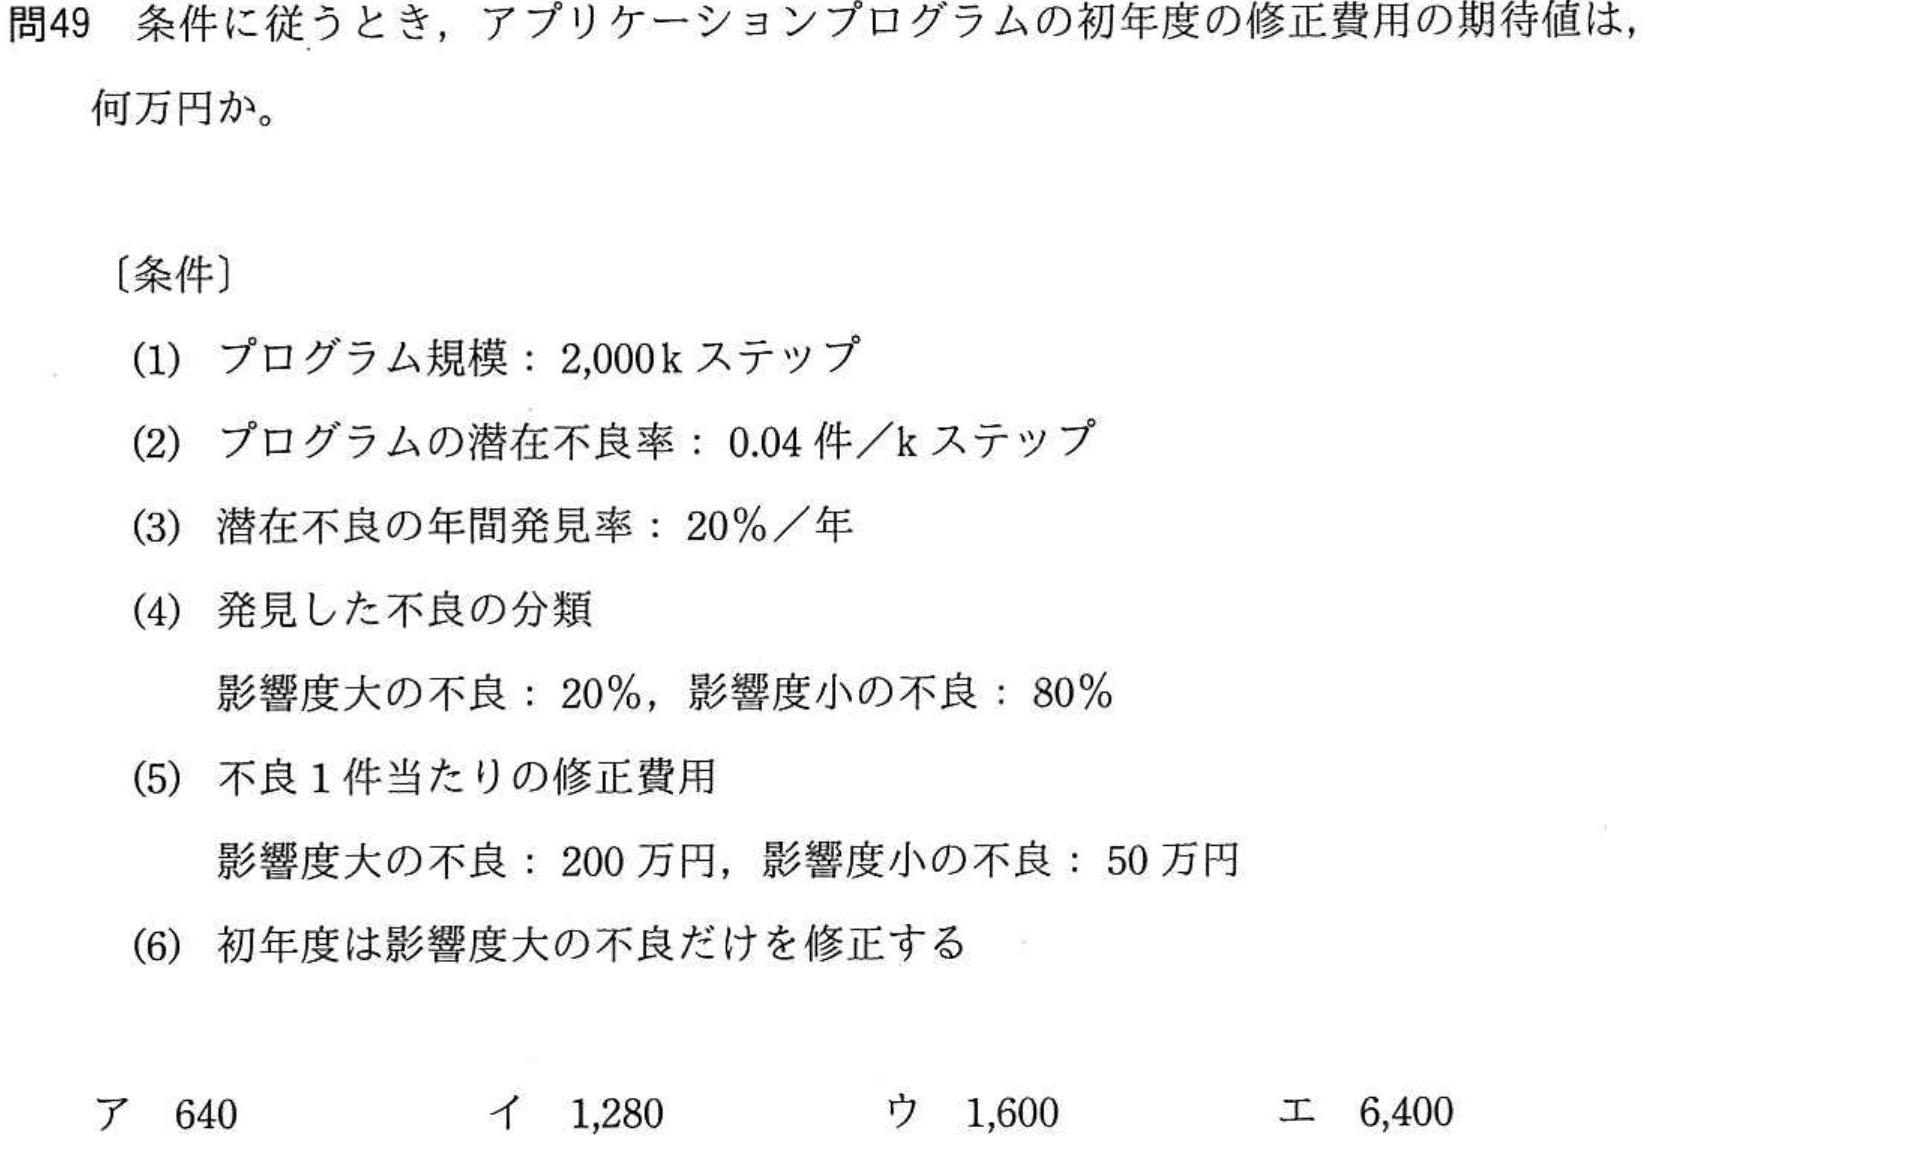 問49 条件に従うとき，アプリケーションプログラムの初年度の修正費用の期待値は，
何万円か。
〔条件〕
(1) プログラム規模：2,000k ステップ
(2) プログラムの潜在不良率：0.04 件／k ステップ
(3) 潜在不良の年間発見率：20％／年
(4) 発見した不良の分類
影響度大の不良：20％，影響度小の不良：80％
(5) 不良 1 件当たりの修正費用
影響度大の不良：200 万円，影響度小の不良：50 万円
(6) 初年度は影響度大の不良だけを修正する
ア 640 イ 1,280 ウ 1,600 エ 6,400